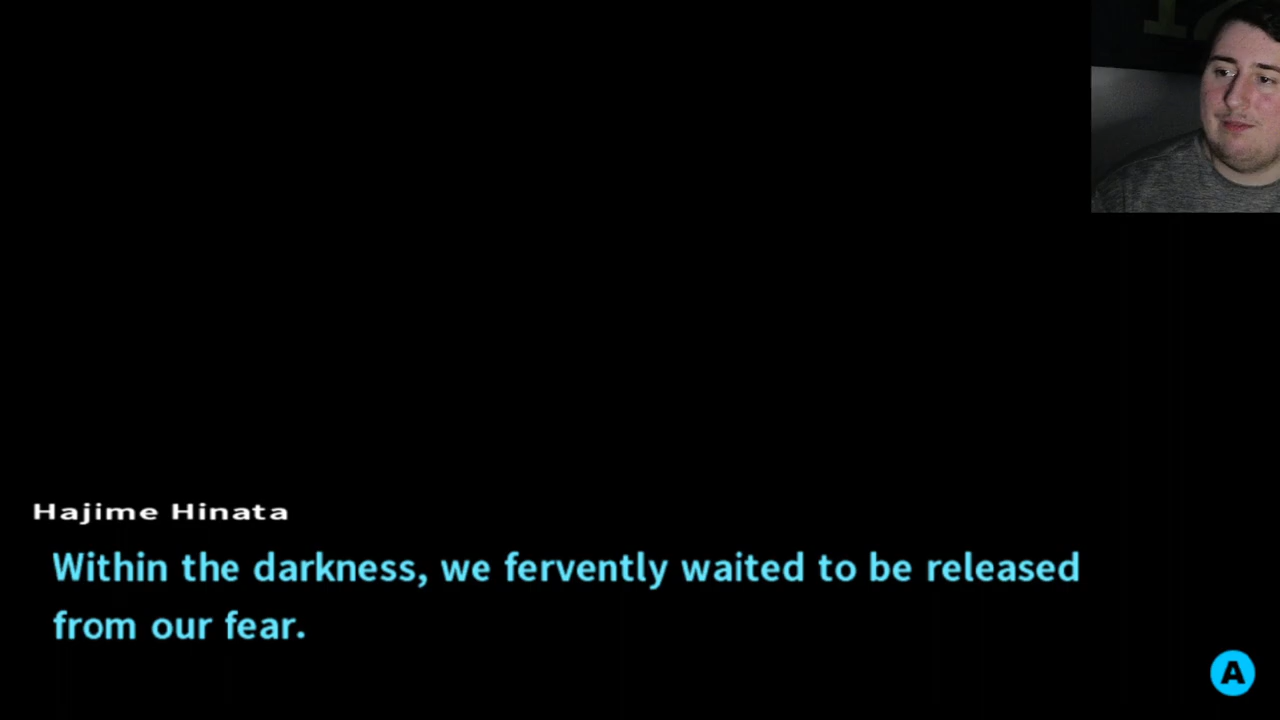 Hajime Hinata
Within the darkness, we fervently waited to be released
from our fear.
A